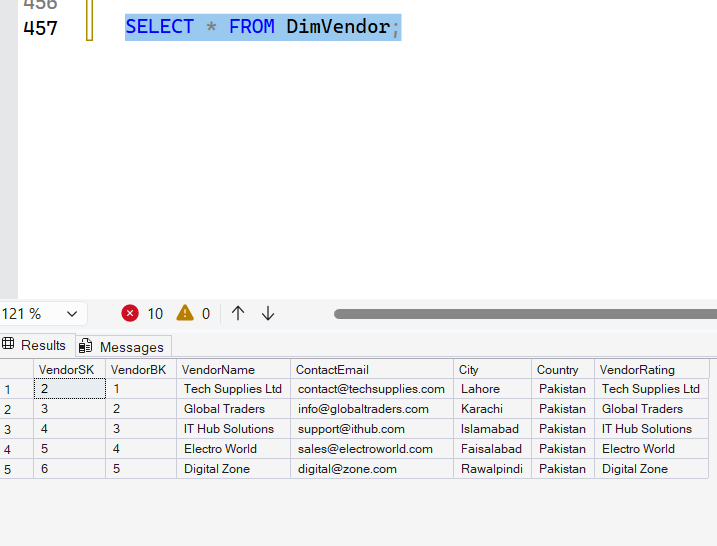 456
457 SELECT * FROM DimVendor;
121 % 10 0
Results Messages
VendorSK VendorBK VendorName ContactEmail City Country VendorRating
1 2 1 Tech Supplies Ltd contact@techsupplies.com Lahore Pakistan Tech Supplies Ltd
2 3 2 Global Traders info@globaltraders.com Karachi Pakistan Global Traders
3 4 3 IT Hub Solutions support@ithub.com Islamabad Pakistan IT Hub Solutions
4 5 4 Electro World sales@electroworld.com Faisalabad Pakistan Electro World
5 6 5 Digital Zone digital@zone.com Rawalpindi Pakistan Digital Zone